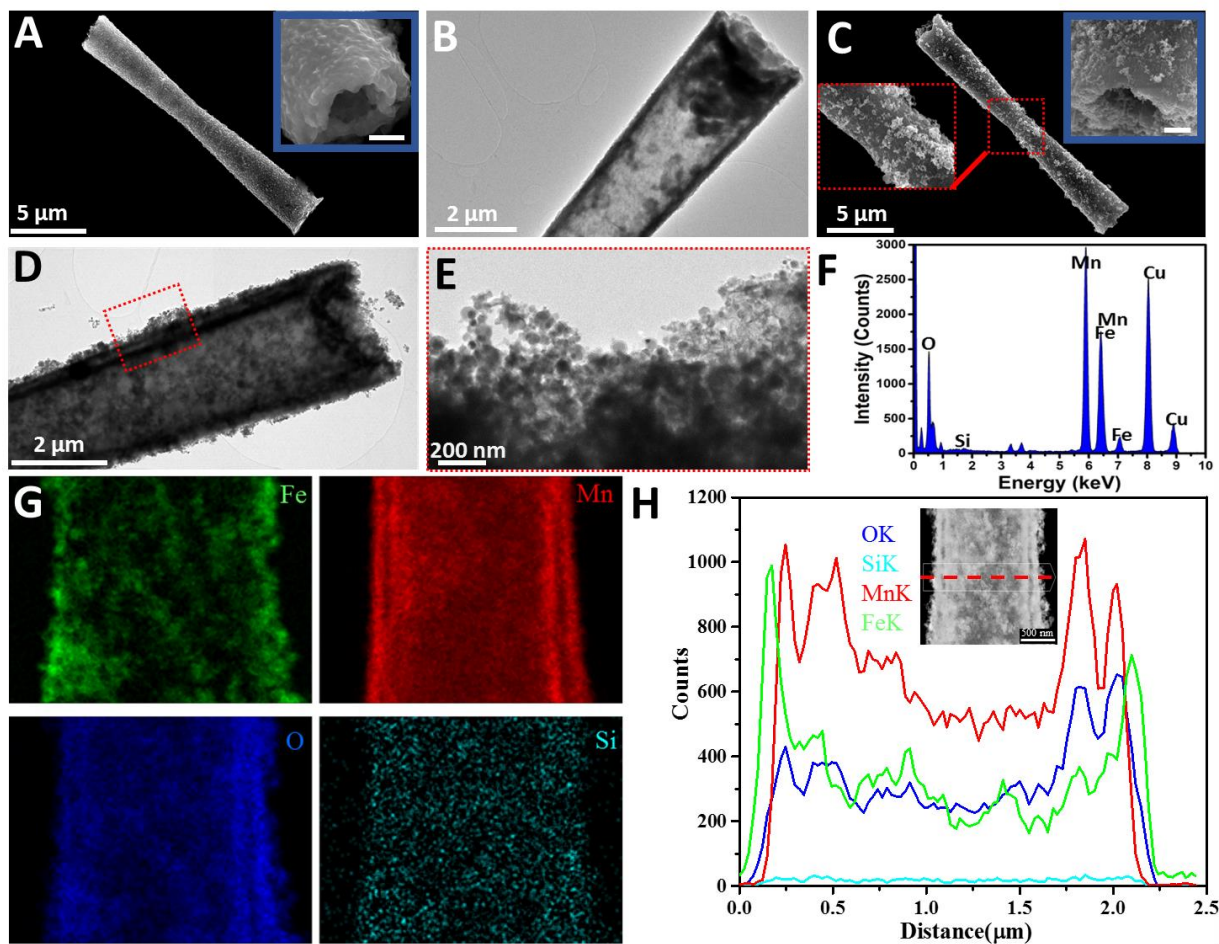 A
5 μm
B
2 μm
C
5 μm
D
2 μm
E
200 nm
F
Intensity (Counts)
3000
2500
2000
1500
1000
500
0
O
Si
Mn
Mn
Fe
Fe
Cu
Cu
0 1 2 3 4 5 6 7 8 9 10
Energy (keV)
G
Fe
Mn
O
Si
H
Counts
1200
1000
800
600
400
200
0
OK
SiK
MnK
FeK
500 nm
0.0 0.5 1.0 1.5 2.0 2.5
Distance(μm)